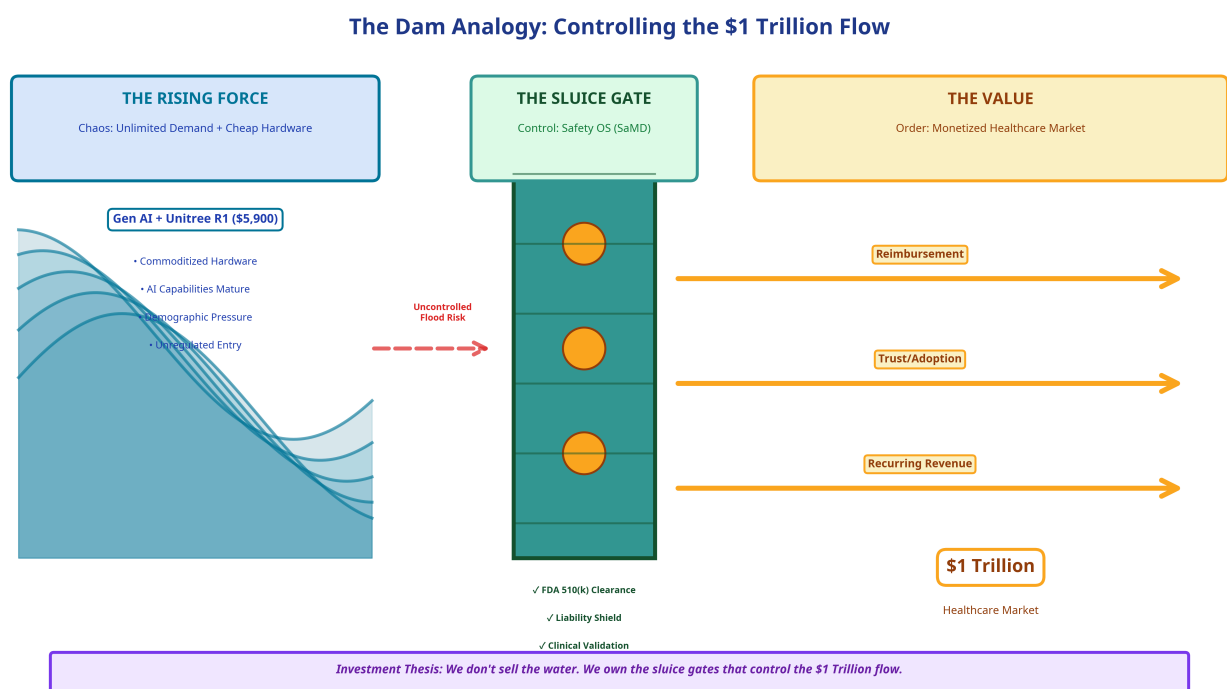 The Dam Analogy: Controlling the $1 Trillion Flow
THE RISING FORCE
Chaos: Unlimited Demand + Cheap Hardware
THE SLUICE GATE
Control: Safety OS (SaMD)
THE VALUE
Order: Monetized Healthcare Market
Gen AI + Unitree R1 ($5,900)
• Commoditized Hardware
• AI Capabilities Mature
• Demographic Pressure
• Unregulated Entry
Uncontrolled
Flood Risk
Reimbursement
Trust/Adoption
Recurring Revenue
$1 Trillion
Healthcare Market
✓ FDA 510(k) Clearance
✓ Liability Shield
✓ Clinical Validation
Investment Thesis: We don't sell the water. We own the sluice gates that control the $1 Trillion flow.